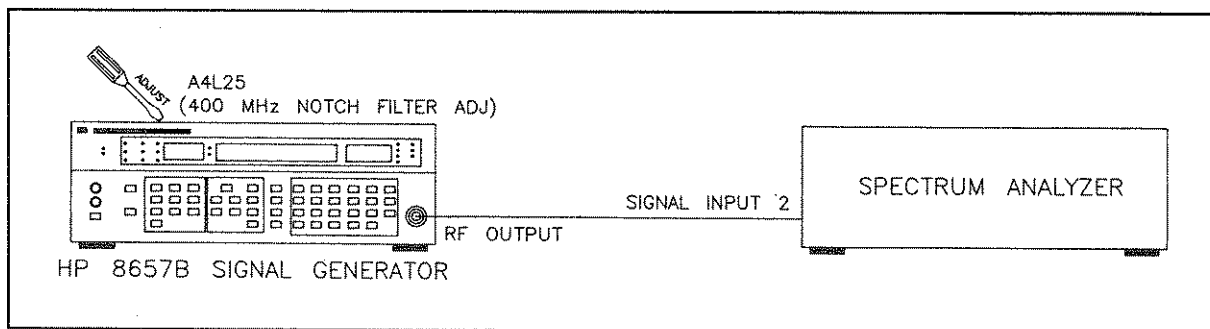 ADJUST
A4L25
(400 MHz NOTCH FILTER ADJ)
SPECTRUM ANALYZER
SIGNAL INPUT 2
RF OUTPUT
HP 8657B SIGNAL GENERATOR